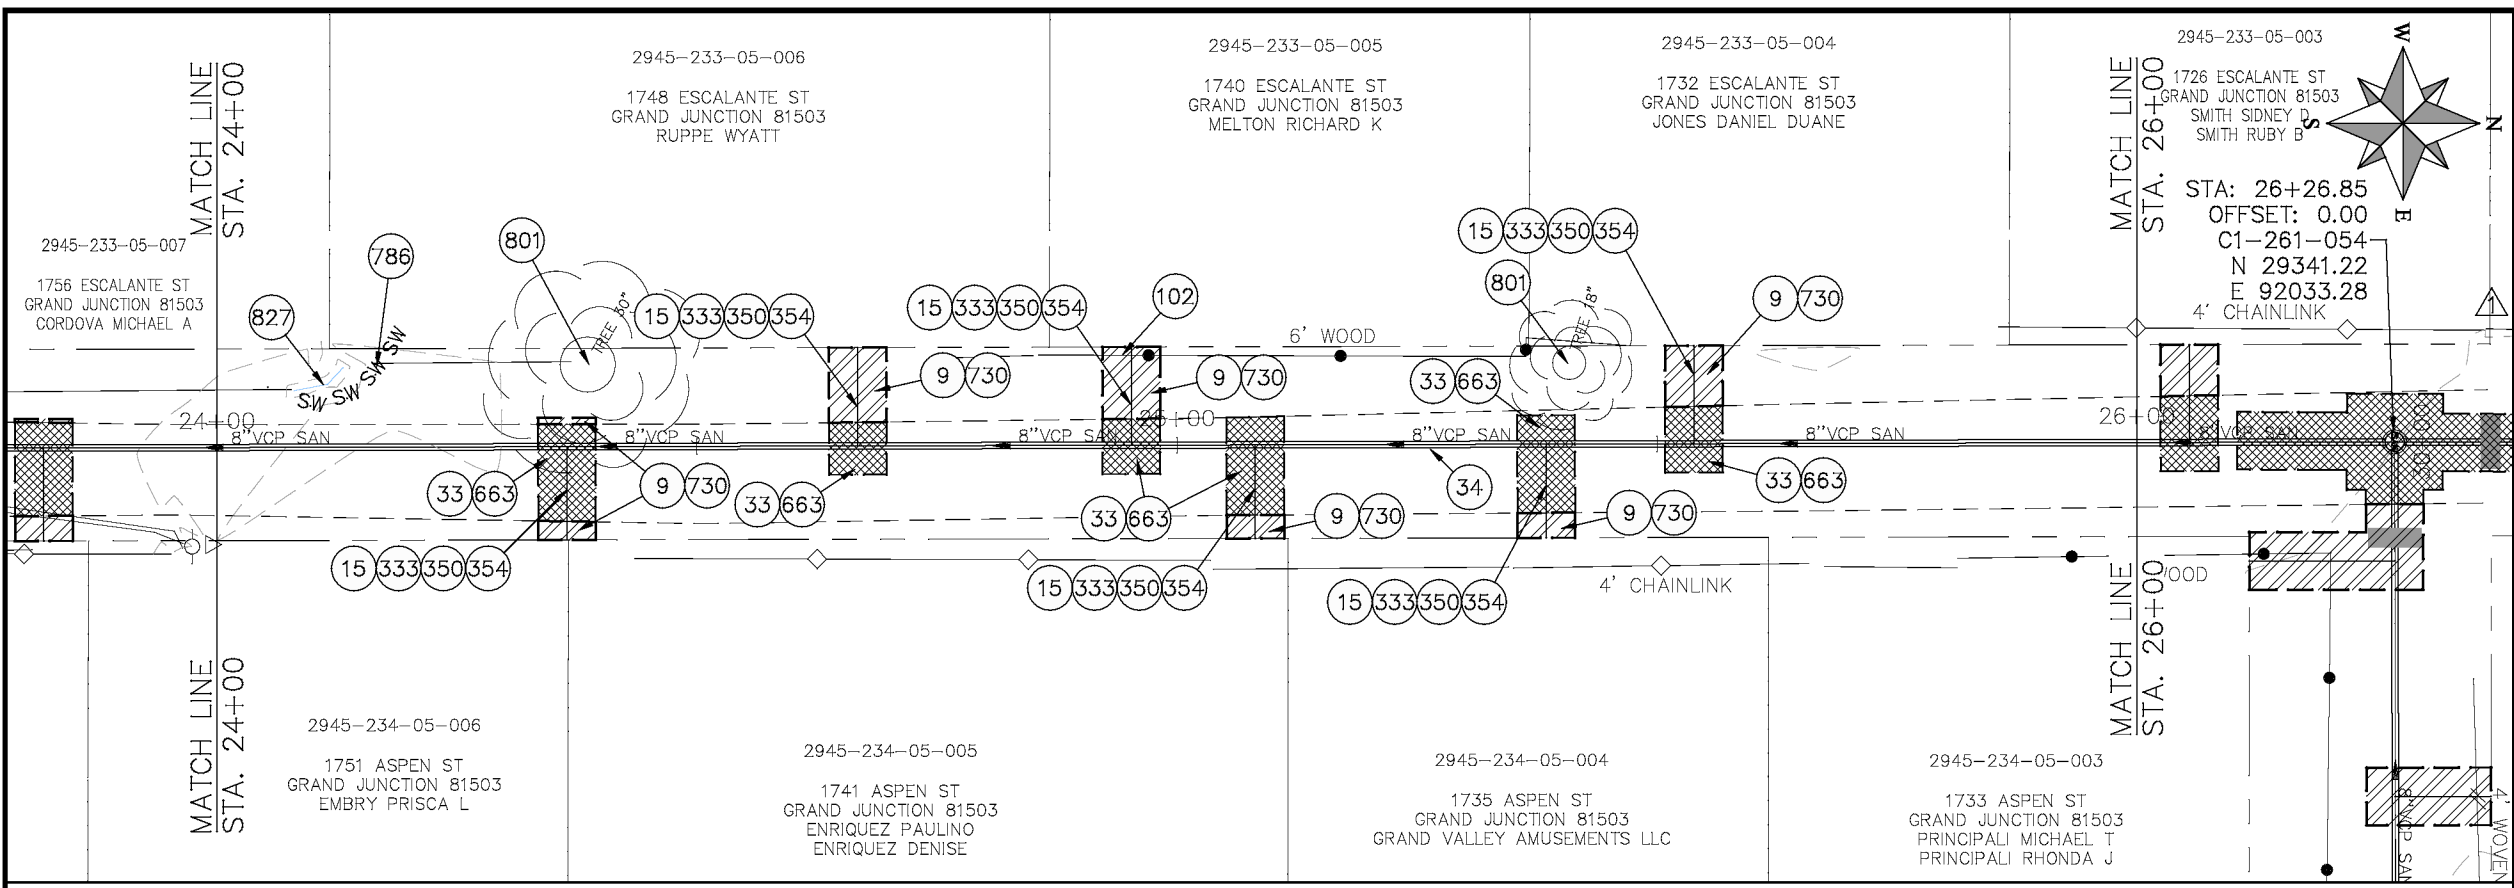 MATCH LINE
STA. 24+00
2945-233-05-006
1748 ESCALANTE ST
GRAND JUNCTION 81503
RUPPE WYATT
2945-233-05-005
1740 ESCALANTE ST
GRAND JUNCTION 81503
MELTON RICHARD K
2945-233-05-004
1732 ESCALANTE ST
GRAND JUNCTION 81503
JONES DANIEL DUANE
MATCH LINE
STA. 26+00
2945-233-05-003
1726 ESCALANTE ST
GRAND JUNCTION 81503
SMITH SIDNEY D
SMITH RUBY B
W
S
N
E
STA: 26+26.85
OFFSET: 0.00
C1-261-054
N 29341.22
E 92033.28
4' CHAINLINK
1
2945-233-05-007
1756 ESCALANTE ST
GRAND JUNCTION 81503
CORDOVA MICHAEL A
827
786
801
TREE 30"
15 333 350 354
15 333 350 354
102
15 333 350 354
801
TREE 18"
9 730
6' WOOD
SW SW SW SW
9 730
9 730
33 663
24+00
25+00
26+00
8"VCP SAN
8"VCP SAN
8"VCP SAN
8"VCP SAN
8"VCP SAN
8"VCP SAN
33 663
9 730
33 663
33 663
9 730
34
9 730
33 663
15 333 350 354
15 333 350 354
15 333 350 354
4' CHAINLINK
MATCH LINE
STA. 24+00
2945-234-05-006
1751 ASPEN ST
GRAND JUNCTION 81503
EMBRY PRISCA L
2945-234-05-005
1741 ASPEN ST
GRAND JUNCTION 81503
ENRIQUEZ PAULINO
ENRIQUEZ DENISE
2945-234-05-004
1735 ASPEN ST
GRAND JUNCTION 81503
GRAND VALLEY AMUSEMENTS LLC
MATCH LINE
STA. 26+00
2945-234-05-003
1733 ASPEN ST
GRAND JUNCTION 81503
PRINCIPALI MICHAEL T
PRINCIPALI RHONDA J
8"VCP SAN
4' WOVEN